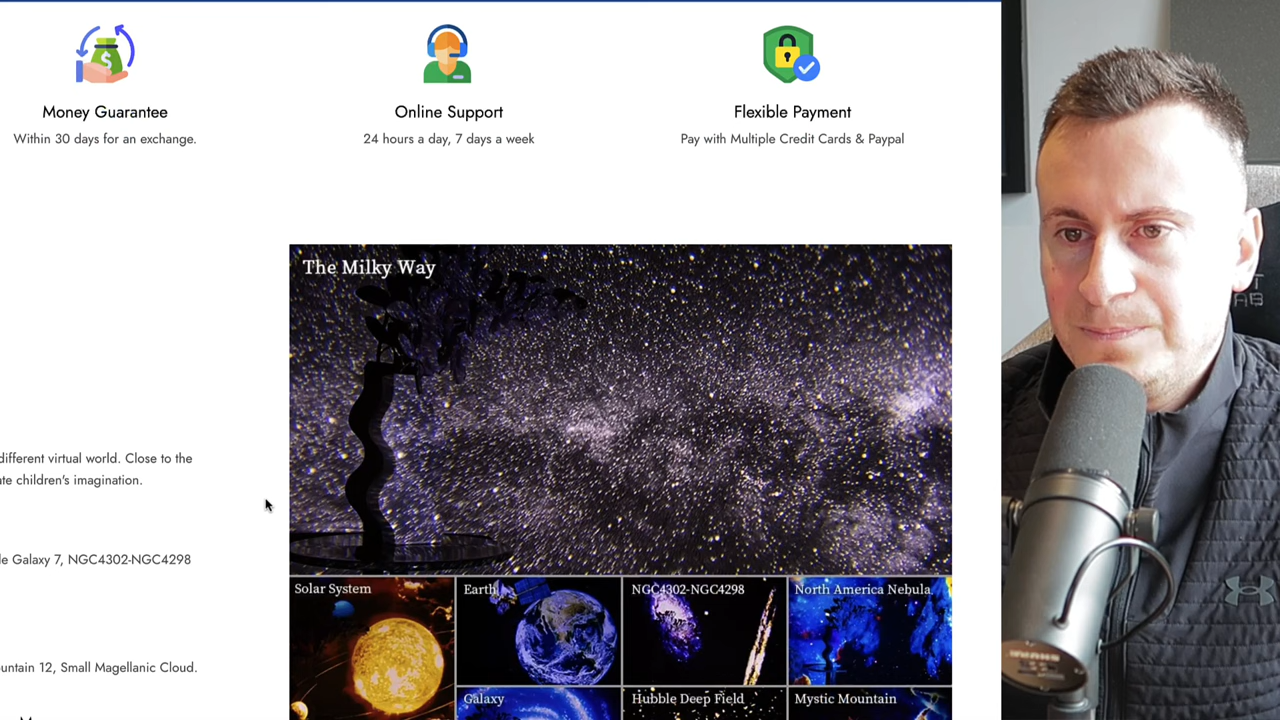 Money Guarantee
Within 30 days for an exchange.
Online Support
24 hours a day, 7 days a week
Flexible Payment
Pay with Multiple Credit Cards & Paypal
The Milky Way
different virtual world. Close to the
children's imagination.
Galaxy 7, NGC4302-NGC4298
12, Small Magellanic Cloud.
Solar System
Earth
NGC4302-NGC4298
North America Nebula
Galaxy
Hubble Deep Field
Mystic Mountain